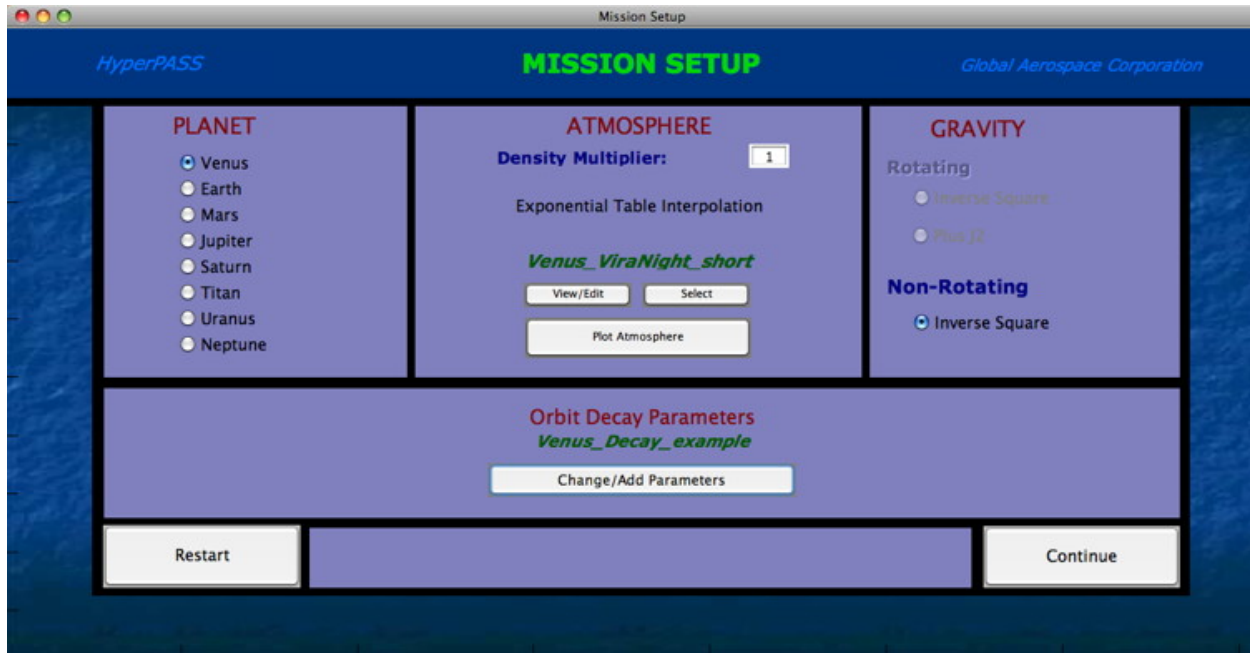 Mission Setup
HyperPASS
MISSION SETUP
Global Aerospace Corporation
PLANET
Venus
Earth
Mars
Jupiter
Saturn
Titan
Uranus
Neptune
ATMOSPHERE
Density Multiplier: 1
Exponential Table Interpolation
Venus_ViraNight_short
View/Edit Select
Plot Atmosphere
GRAVITY
Rotating
Inverse Square
Plus J2
Non-Rotating
Inverse Square
Orbit Decay Parameters
Venus_Decay_example
Change/Add Parameters
Restart
Continue